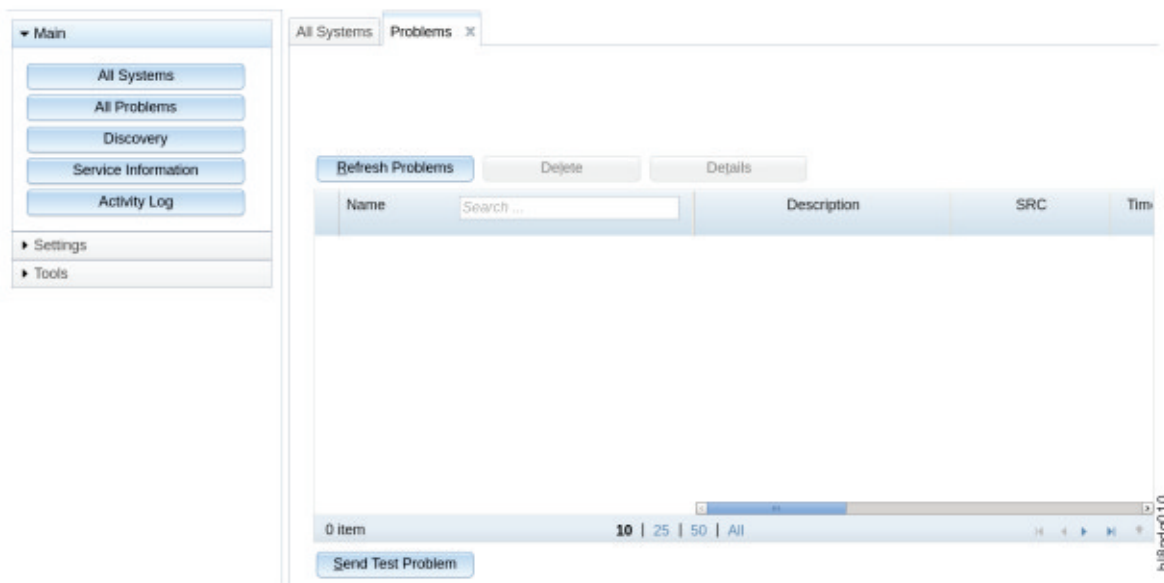 Main
All Systems
All Problems
Discovery
Service Information
Activity Log
Settings
Tools
All Systems Problems
Refresh Problems Delete Details
Name Search ... Description SRC Time
0 item 10 | 25 | 50 | All
Send Test Problem